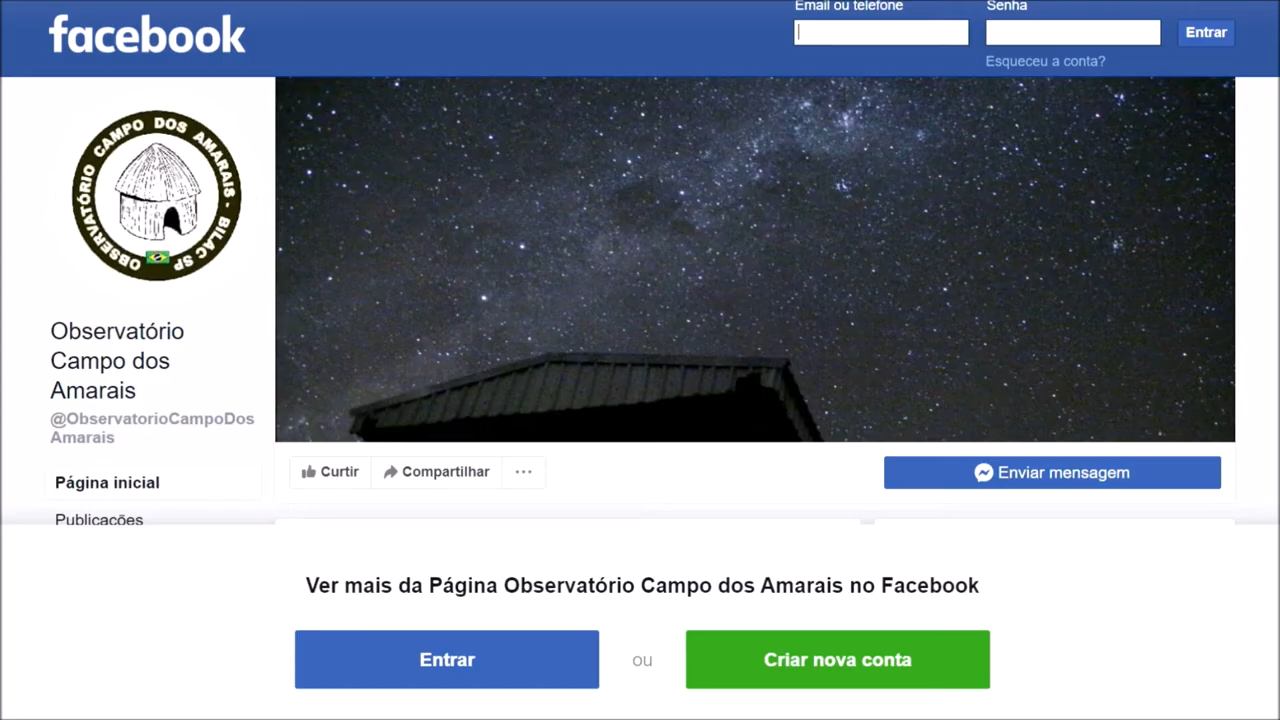 Email ou telefone
Senha
facebook
Entrar
Esqueceu a conta?
OBSERVATÓRIO CAMPO DOS AMARAIS - BILAC SP
Observatório
Campo dos
Amarais
@ObservatorioCampoDos
Amarais
Página inicial
Publicações
Curtir
Compartilhar
Enviar mensagem
Ver mais da Página Observatório Campo dos Amarais no Facebook
Entrar
ou
Criar nova conta